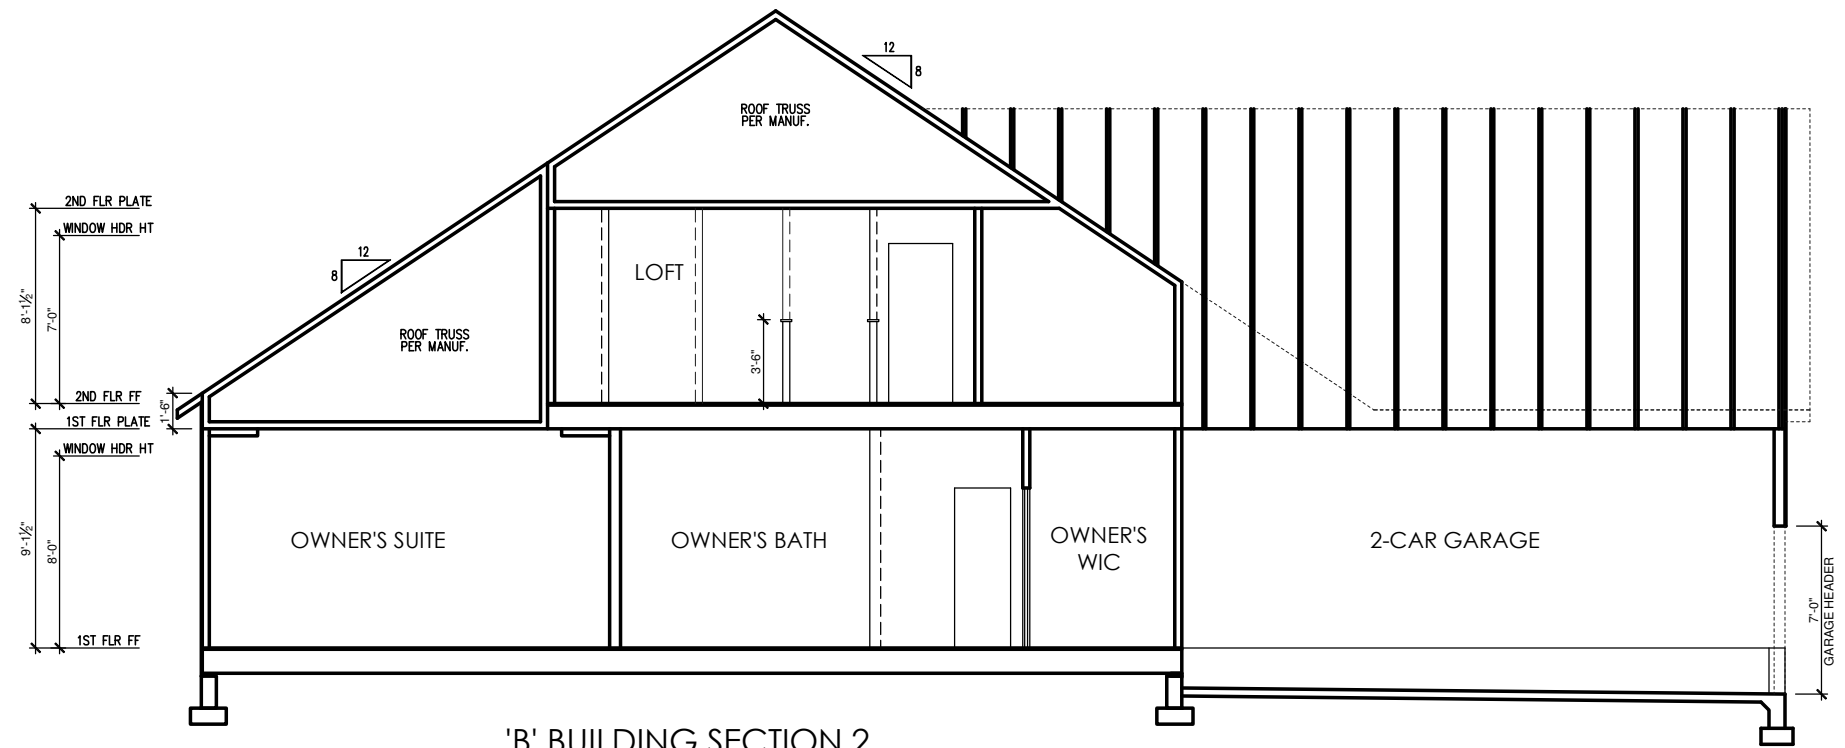 12
8
ROOF TRUSS
PER MANUF.
2ND FLR PLATE
WINDOW HDR HT
12
8
LOFT
8'-1½"
7'-0"
ROOF TRUSS
PER MANUF.
3'-6"
2ND FLR FF
1'-6"
1ST FLR PLATE
WINDOW HDR HT
9'-1½"
8'-0"
OWNER'S SUITE
OWNER'S BATH
OWNER'S
WIC
2-CAR GARAGE
7'-0"
GARAGE HEADER
1ST FLR FF
'B' BUILDING SECTION 2